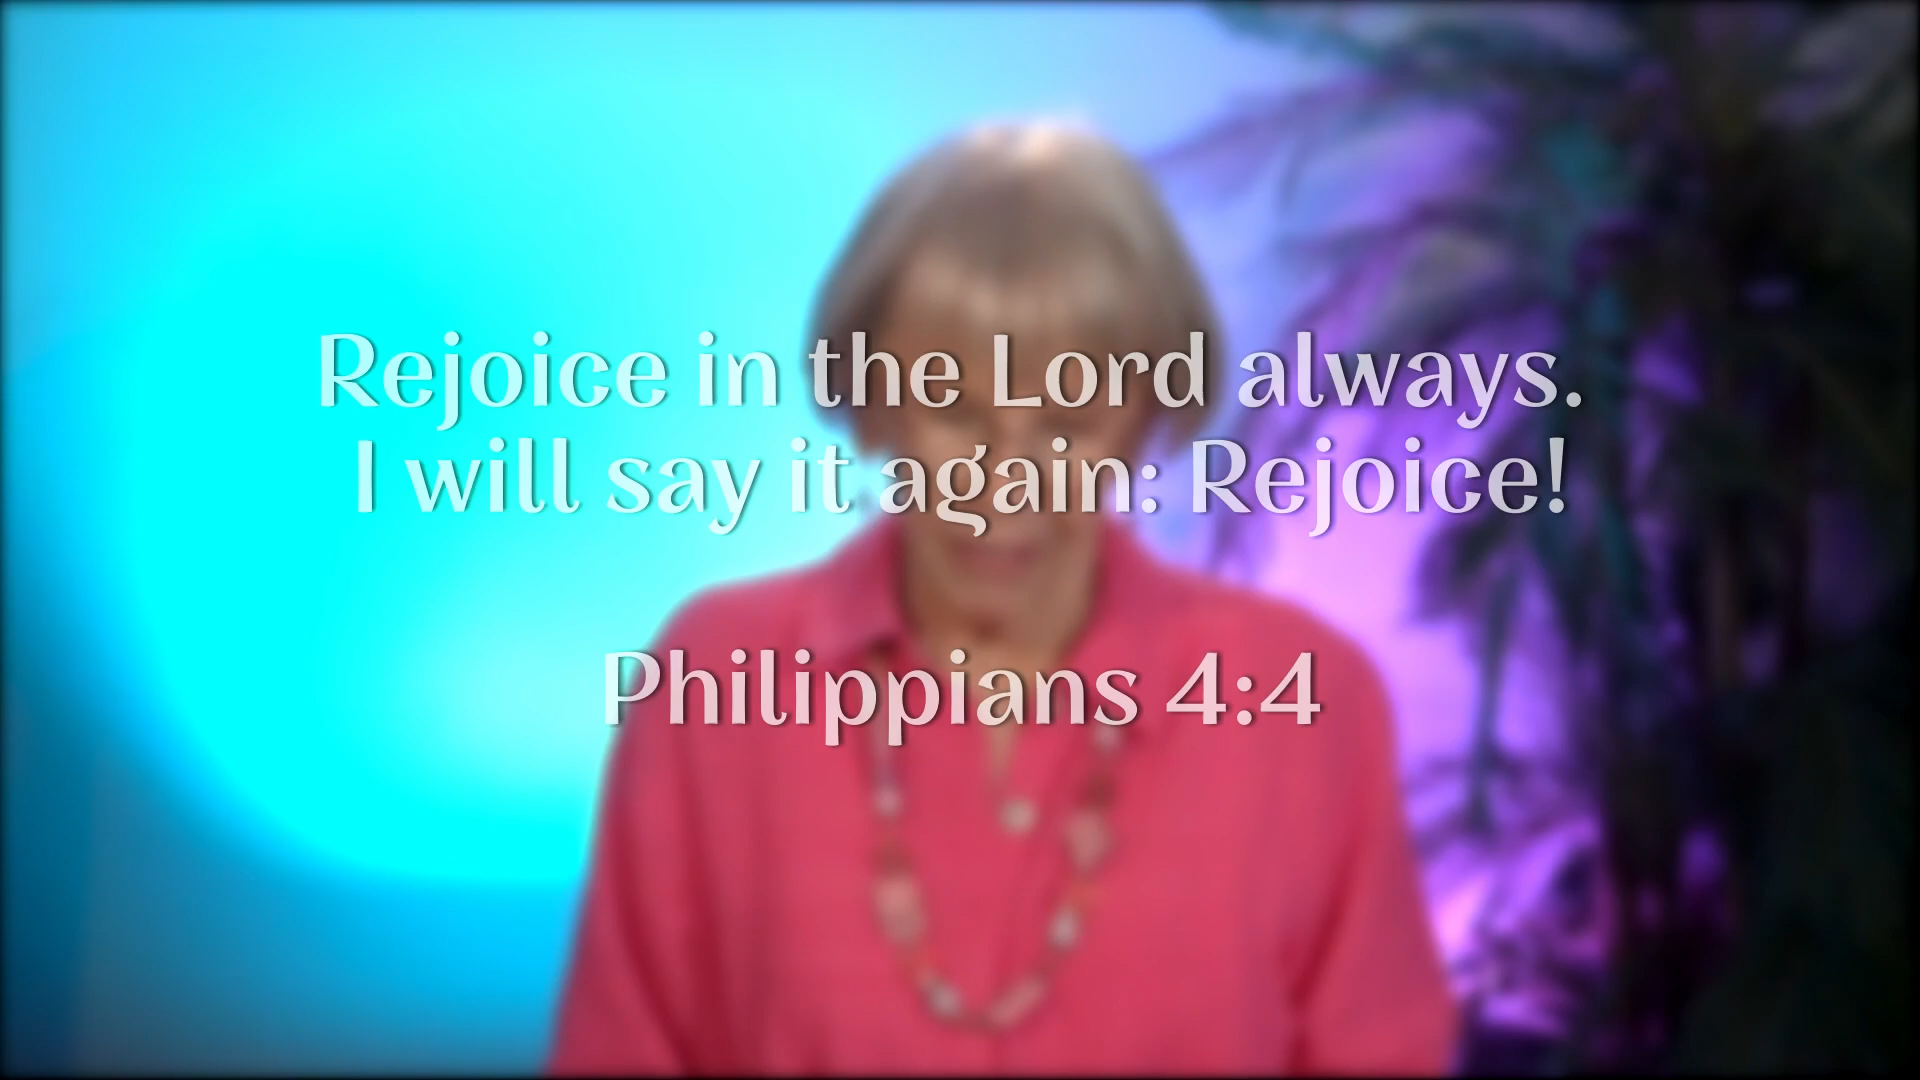 Rejoice in the Lord always.
I will say it again: Rejoice!
Philippians 4:4